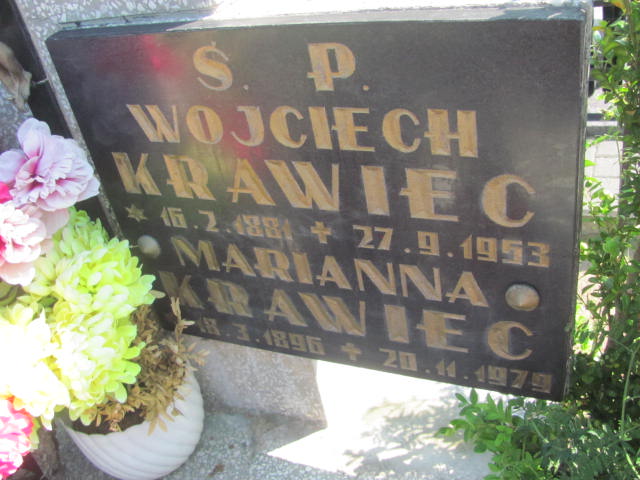 Ś. P.
WOJCIECH
KRAWIEC
* 16.2.1881 + 27.9.1953
MARIANNA
KRAWIEC
18.3.1896 + 20.11.1979